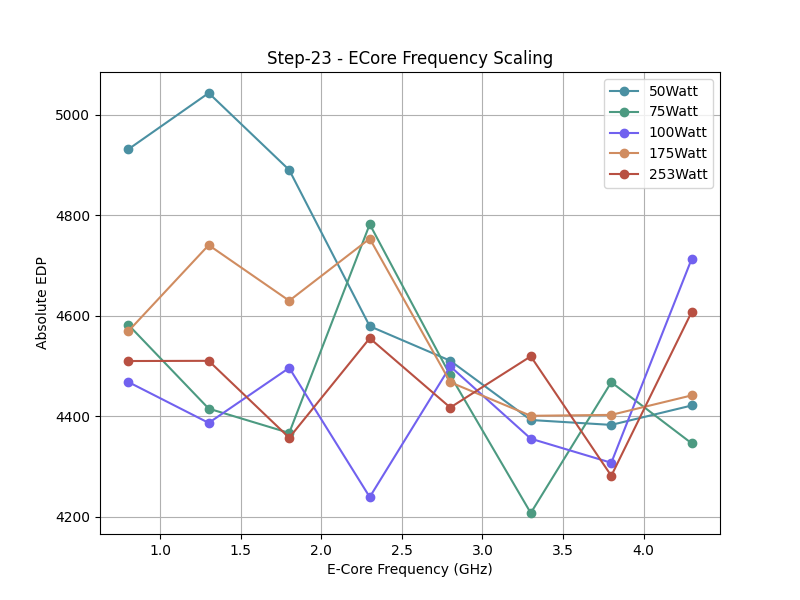 Step-23 - ECore Frequency Scaling
50Watt
75Watt
100Watt
175Watt
253Watt
Absolute EDP
5000
4800
4600
4400
4200
1.0 1.5 2.0 2.5 3.0 3.5 4.0
E-Core Frequency (GHz)